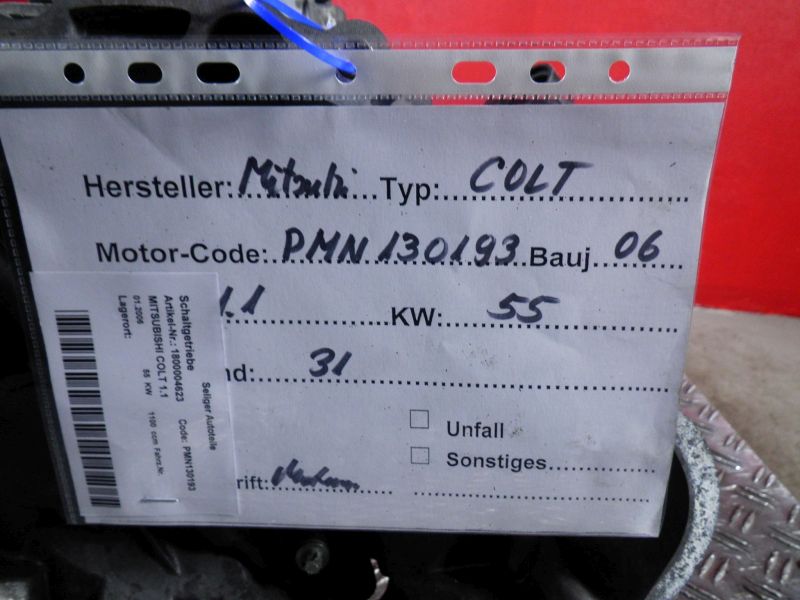 Hersteller: Mitsubi Typ: COLT
Motor-Code: PMN 130193 Bauj. 06
1.1 KW: 55
nd: 31
Unfall
Sonstiges
rift:
Seliger Autoteile
Schaltgetriebe Code: PMN130193
Artikel-Nr.: 1800004623
MITSUBISHI COLT 1.1
55 KW 1100 ccm Fahrz.Nr.
01.2006
Lagerort: